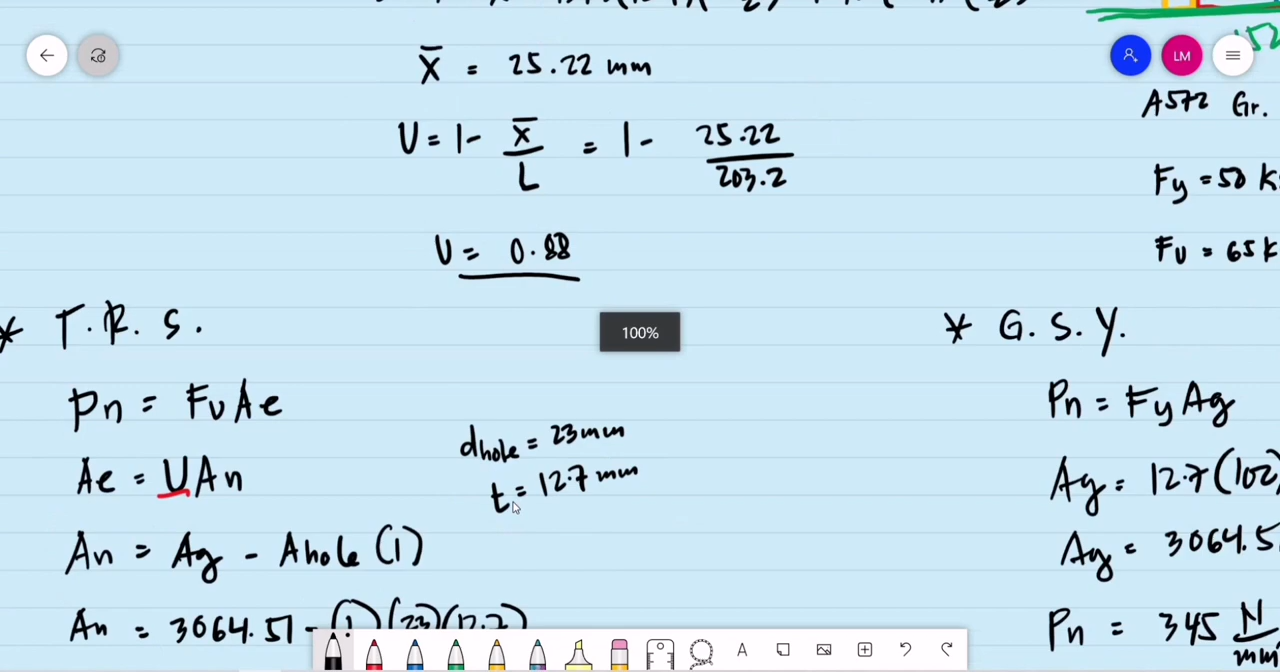 X̄ = 25.22 mm
U = 1 - X̄/L = 1 - 25.22/203.2
U = 0.88
LM
A572 Gr.
Fy = 50 k
Fu = 65 k
* T.R.S.
100%
Pn = FuAe
Ae = UAn
dhole = 23mm
t = 12.7 mm
An = Ag - Ahole (1)
An = 3064.51 - (1)(23)(12.7)
* G.S.Y.
Pn = FyAg
Ag = 12.7(102
Ag = 3064.5
Pn = 345 N/mm
A